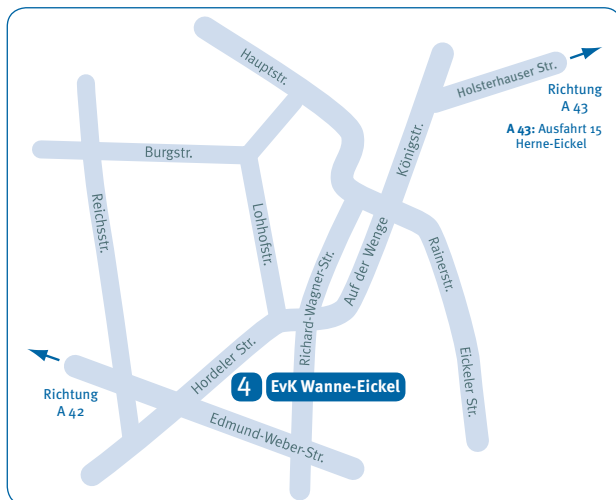 Hauptstr.
Holsterhauser Str.
Richtung
A 43
A 43: Ausfahrt 15
Herne-Eickel
Königstr.
Burgstr.
Reichsstr.
Lohhofstr.
Auf der Wenge
Rainerstr.
Richard-Wagner-Str.
Hordeler Str.
Eickeler Str.
4 EvK Wanne-Eickel
Richtung
A 42
Edmund-Weber-Str.